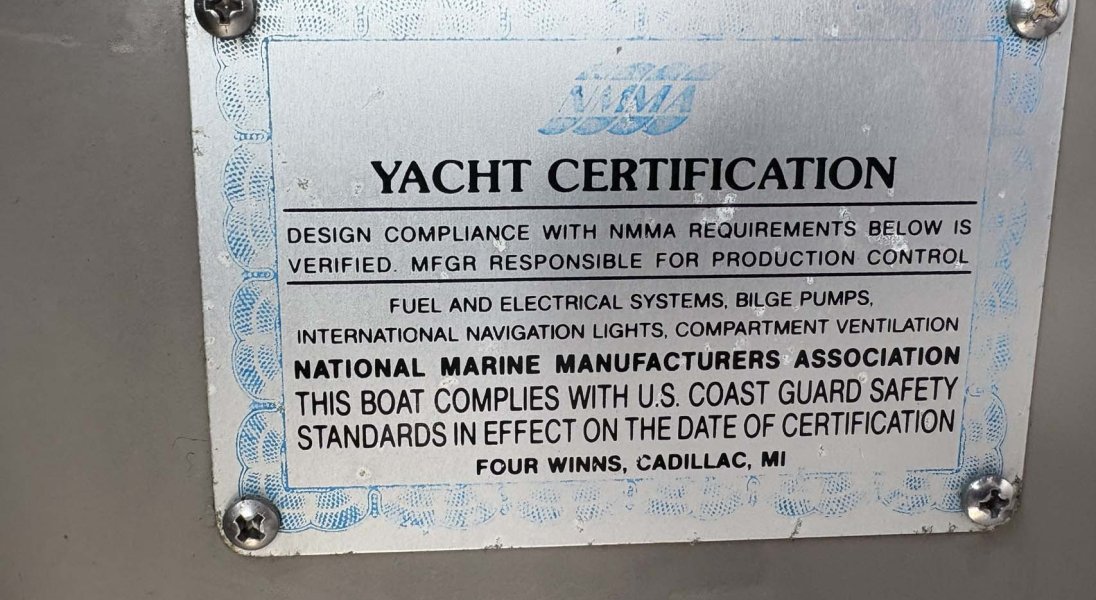 NMMA
YACHT CERTIFICATION
DESIGN COMPLIANCE WITH NMMA REQUIREMENTS BELOW IS
VERIFIED. MFGR RESPONSIBLE FOR PRODUCTION CONTROL
FUEL AND ELECTRICAL SYSTEMS, BILGE PUMPS,
INTERNATIONAL NAVIGATION LIGHTS, COMPARTMENT VENTILATION
NATIONAL MARINE MANUFACTURERS ASSOCIATION
THIS BOAT COMPLIES WITH U.S. COAST GUARD SAFETY
STANDARDS IN EFFECT ON THE DATE OF CERTIFICATION
FOUR WINNS, CADILLAC, MI